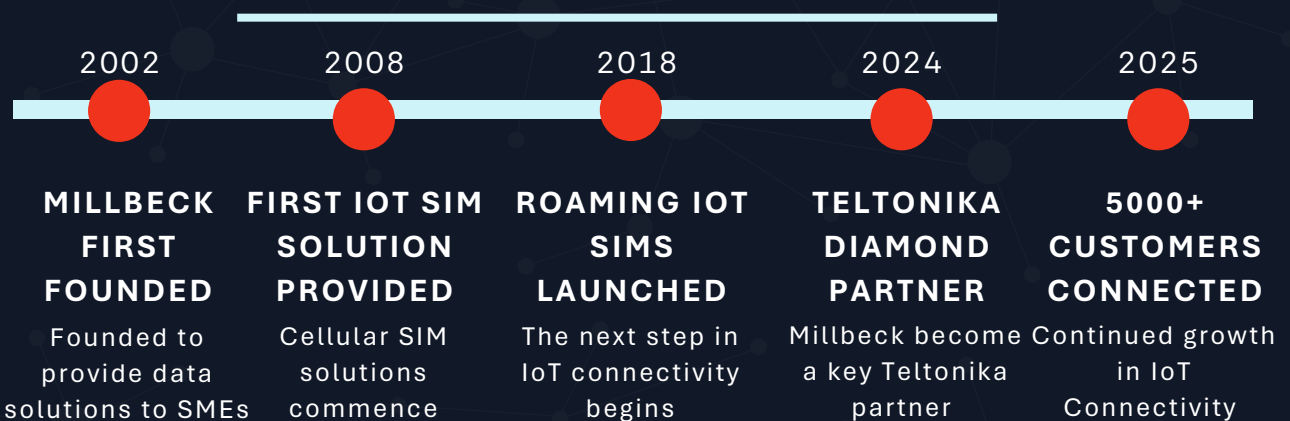 2002
MILLBECK
FIRST
FOUNDED
Founded to
provide data
solutions to SMEs
2008
FIRST IOT SIM
SOLUTION
PROVIDED
Cellular SIM
solutions
commence
2018
ROAMING IOT
SIMS
LAUNCHED
The next step in
IoT connectivity
begins
2024
TELTONIKA
DIAMOND
PARTNER
Millbeck become
a key Teltonika
partner
2025
5000+
CUSTOMERS
CONNECTED
Continued growth
in IoT
Connectivity